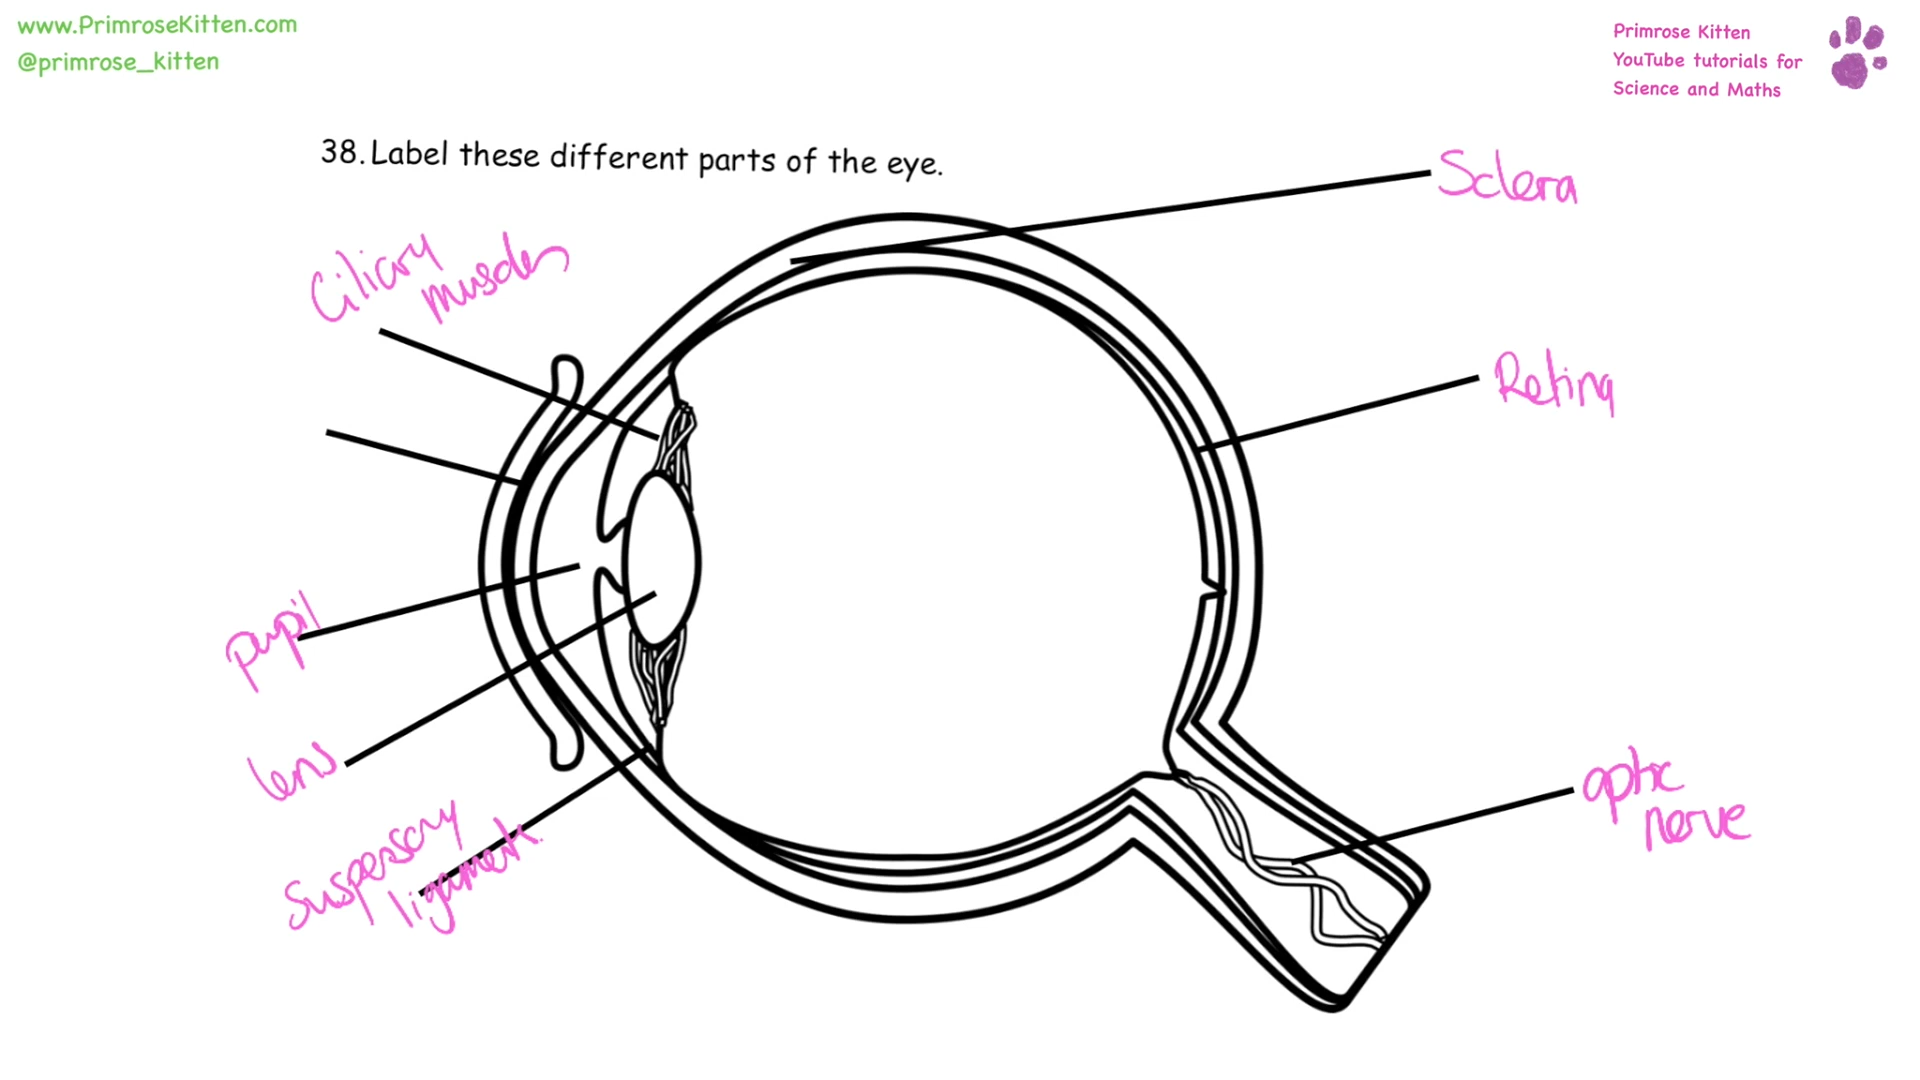 www.PrimroseKitten.com
@primrose_kitten
Primrose Kitten
YouTube tutorials for
Science and Maths
38. Label these different parts of the eye.
Sclera
Ciliary
muscles
Retina
pupil
lens
Suspensory
ligaments
optic
nerve